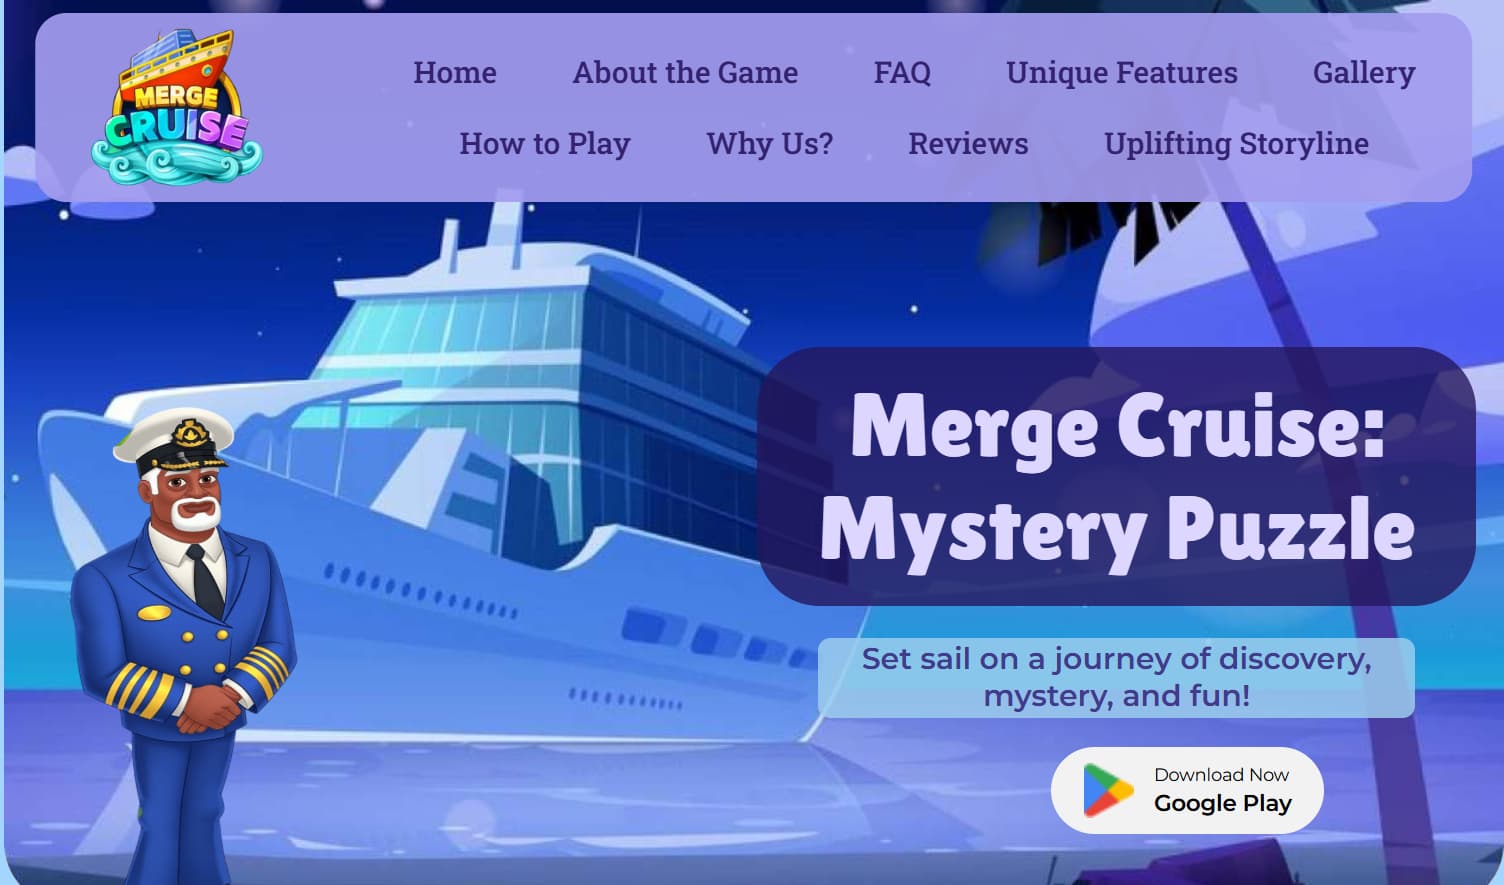 MERGE
CRUISE
Home About the Game FAQ Unique Features Gallery
How to Play Why Us? Reviews Uplifting Storyline
Merge Cruise:
Mystery Puzzle
Set sail on a journey of discovery,
mystery, and fun!
Download Now
Google Play